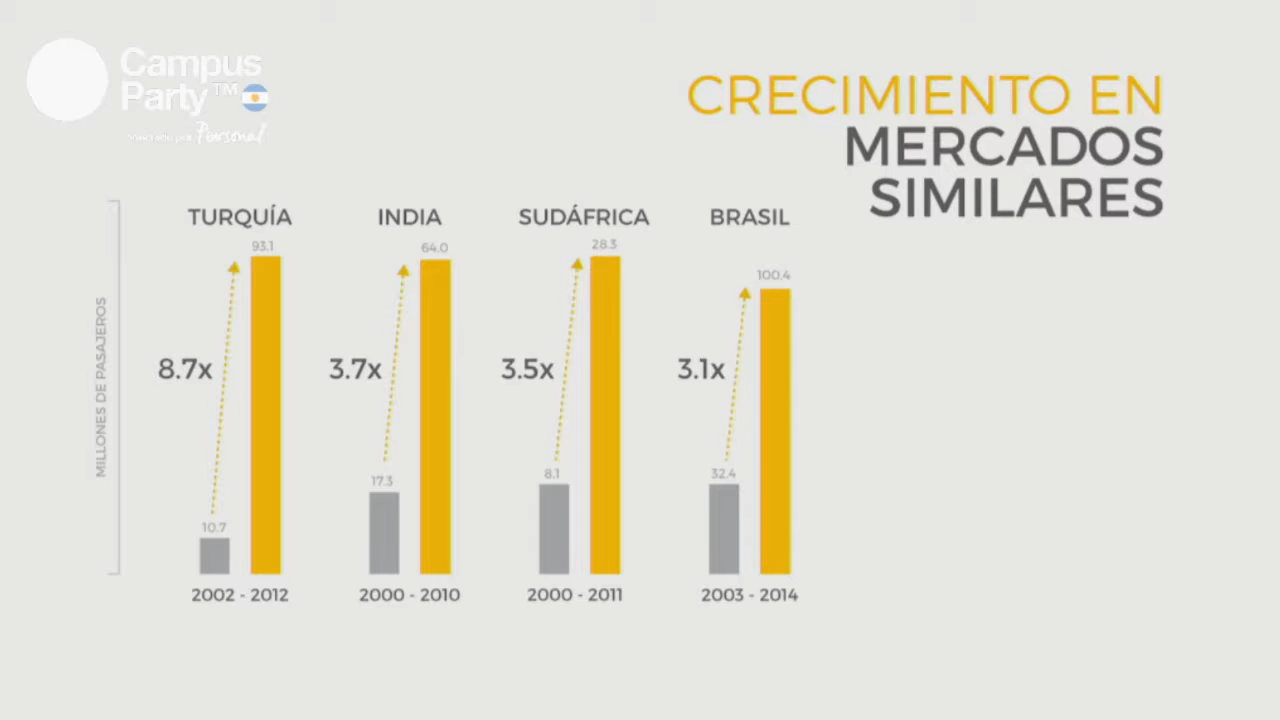 Campus
Party™
Personal
CRECIMIENTO EN
MERCADOS
SIMILARES
MILLONES DE PASAJEROS
TURQUÍA
93.1
8.7x
10.7
2002 - 2012
INDIA
64.0
3.7x
17.3
2000 - 2010
SUDÁFRICA
28.3
3.5x
8.1
2000 - 2011
BRASIL
100.4
3.1x
32.4
2003 - 2014